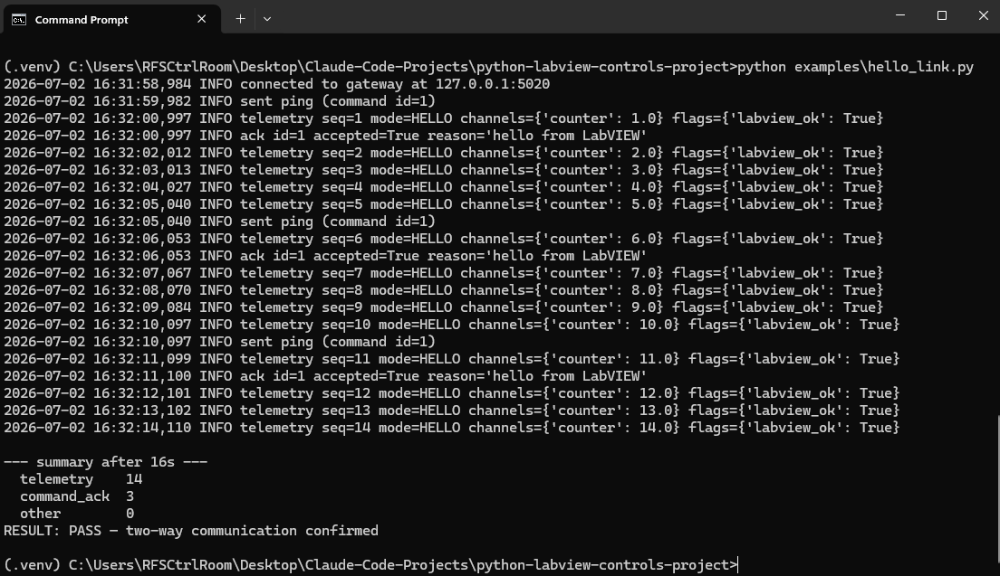 Command Prompt
(.venv) C:\Users\RFSCtrlRoom\Desktop\Claude-Code-Projects\python-labview-controls-project>python examples\hello_link.py
2026-07-02 16:31:58,984 INFO connected to gateway at 127.0.0.1:5020
2026-07-02 16:31:59,982 INFO sent ping (command id=1)
2026-07-02 16:32:00,997 INFO telemetry seq=1 mode=HELLO channels={'counter': 1.0} flags={'labview_ok': True}
2026-07-02 16:32:00,997 INFO ack id=1 accepted=True reason='hello from LabVIEW'
2026-07-02 16:32:02,012 INFO telemetry seq=2 mode=HELLO channels={'counter': 2.0} flags={'labview_ok': True}
2026-07-02 16:32:03,013 INFO telemetry seq=3 mode=HELLO channels={'counter': 3.0} flags={'labview_ok': True}
2026-07-02 16:32:04,027 INFO telemetry seq=4 mode=HELLO channels={'counter': 4.0} flags={'labview_ok': True}
2026-07-02 16:32:05,040 INFO telemetry seq=5 mode=HELLO channels={'counter': 5.0} flags={'labview_ok': True}
2026-07-02 16:32:05,040 INFO sent ping (command id=1)
2026-07-02 16:32:06,053 INFO telemetry seq=6 mode=HELLO channels={'counter': 6.0} flags={'labview_ok': True}
2026-07-02 16:32:06,053 INFO ack id=1 accepted=True reason='hello from LabVIEW'
2026-07-02 16:32:07,067 INFO telemetry seq=7 mode=HELLO channels={'counter': 7.0} flags={'labview_ok': True}
2026-07-02 16:32:08,070 INFO telemetry seq=8 mode=HELLO channels={'counter': 8.0} flags={'labview_ok': True}
2026-07-02 16:32:09,084 INFO telemetry seq=9 mode=HELLO channels={'counter': 9.0} flags={'labview_ok': True}
2026-07-02 16:32:10,097 INFO telemetry seq=10 mode=HELLO channels={'counter': 10.0} flags={'labview_ok': True}
2026-07-02 16:32:10,097 INFO sent ping (command id=1)
2026-07-02 16:32:11,099 INFO telemetry seq=11 mode=HELLO channels={'counter': 11.0} flags={'labview_ok': True}
2026-07-02 16:32:11,100 INFO ack id=1 accepted=True reason='hello from LabVIEW'
2026-07-02 16:32:12,101 INFO telemetry seq=12 mode=HELLO channels={'counter': 12.0} flags={'labview_ok': True}
2026-07-02 16:32:13,102 INFO telemetry seq=13 mode=HELLO channels={'counter': 13.0} flags={'labview_ok': True}
2026-07-02 16:32:14,110 INFO telemetry seq=14 mode=HELLO channels={'counter': 14.0} flags={'labview_ok': True}
--- summary after 16s ---
  telemetry    14
  command_ack  3
  other        0
RESULT: PASS — two-way communication confirmed
(.venv) C:\Users\RFSCtrlRoom\Desktop\Claude-Code-Projects\python-labview-controls-project>